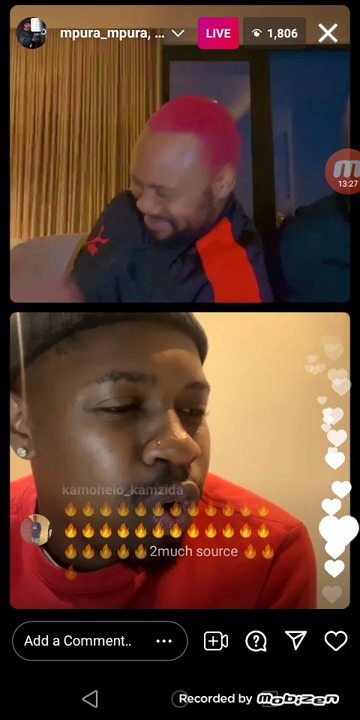 mpura_mpura, ...
LIVE
1,806
13:27
kamohelo_kamzida
🔥🔥🔥🔥🔥🔥🔥🔥🔥🔥🔥
🔥🔥🔥🔥🔥🔥🔥🔥🔥🔥🔥🔥
🔥🔥🔥🔥🔥2much source 🔥🔥
🔥
Add a Comment..
Recorded by mobizen